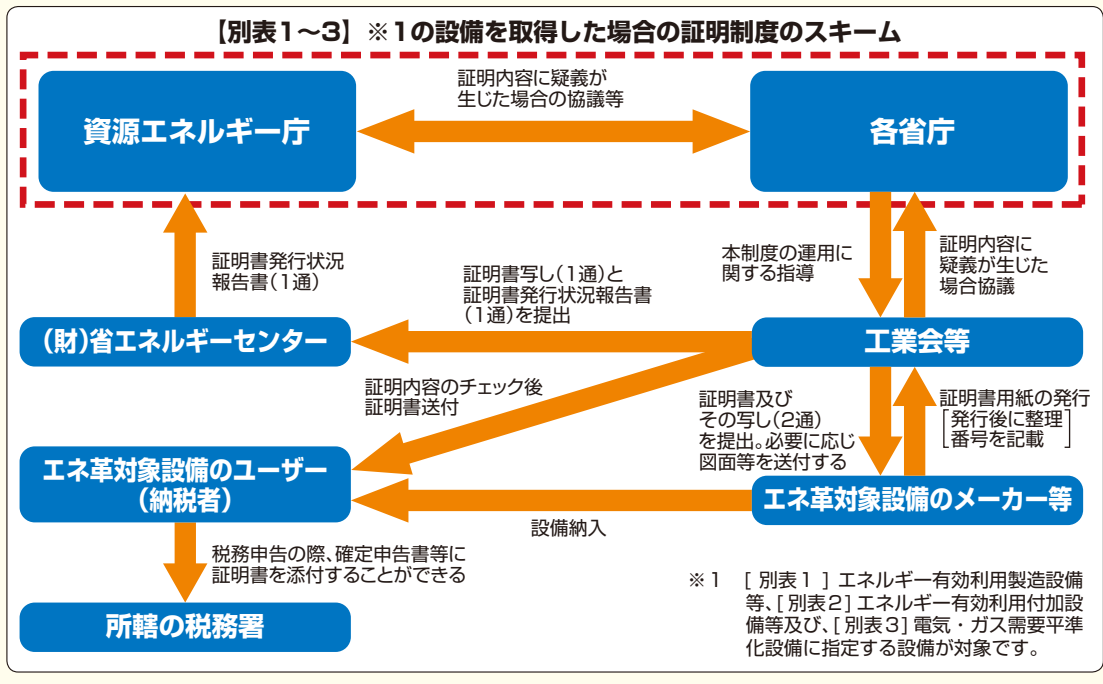 【別表1～3】※1の設備を取得した場合の証明制度のスキーム
証明内容に疑義が
生じた場合の協議等
資源エネルギー庁
各省庁
証明書発行状況
報告書(1通)
証明書写し(1通)と
証明書発行状況報告書
(1通)を提出
本制度の運用に
関する指導
証明内容に
疑義が生じた
場合協議
(財)省エネルギーセンター
工業会等
証明内容のチェック後
証明書送付
証明書及び
その写し(2通)
を提出。必要に応じ
図面等を送付する
証明書用紙の発行
[発行後に整理
番号を記載]
エネ革対象設備のユーザー
(納税者)
エネ革対象設備のメーカー等
設備納入
税務申告の際、確定申告書等に
証明書を添付することができる
所轄の税務署
※1 [別表1] エネルギー有効利用製造設備
等、[別表2] エネルギー有効利用付加設
備等及び、[別表3] 電気・ガス需要平準
化設備に指定する設備が対象です。